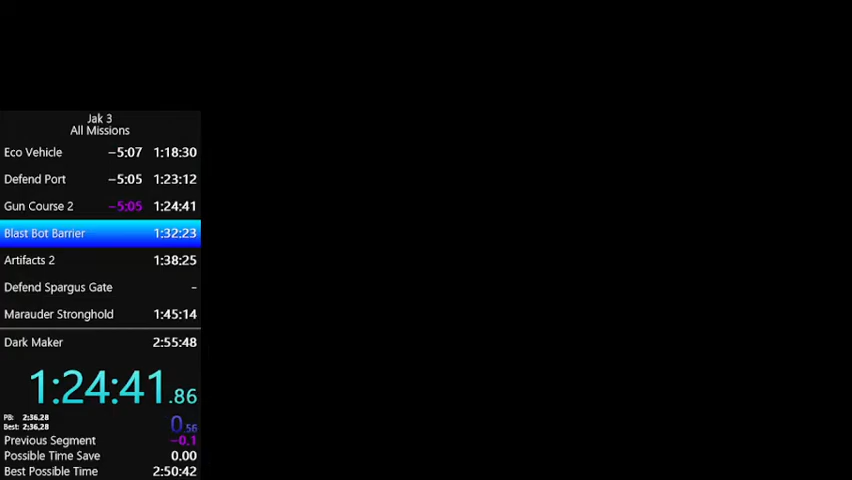 Jak 3
All Missions
Eco Vehicle −5:07 1:18:30
Defend Port −5:05 1:23:12
Gun Course 2 −5:05 1:24:41
Blast Bot Barrier 1:32:23
Artifacts 2 1:38:25
Defend Spargus Gate -
Marauder Stronghold 1:45:14
Dark Maker 2:55:48
1:24:41.86
PB: 2:36.28 0.56
Best: 2:36.28
Previous Segment −0.1
Possible Time Save 0.00
Best Possible Time 2:50:42